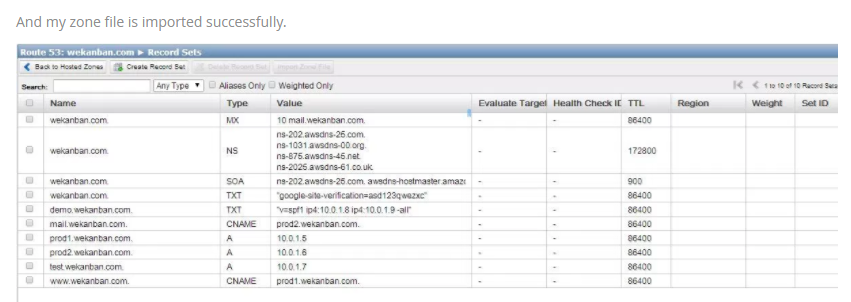 And my zone file is imported successfully.
Route 53: wekanban.com ► Record Sets
Back to Hosted Zones Create Record Set Delete Record Set Import Zone File
Search: Any Type Aliases Only Weighted Only 1 to 10 of 10 Record Sets
Name Type Value Evaluate Target Health Check ID TTL Region Weight Set ID
wekanban.com. MX 10 mail.wekanban.com. - - 86400
wekanban.com. NS ns-202.awsdns-25.com. - - 172800
ns-1031.awsdns-00.org.
ns-875.awsdns-45.net.
ns-2025.awsdns-61.co.uk.
wekanban.com. SOA ns-202.awsdns-25.com. awsdns-hostmaster.amaz - - 900
wekanban.com. TXT "google-site-verification=asd123qwezxc" - - 86400
demo.wekanban.com. TXT "v=spf1 ip4:10.0.1.8 ip4:10.0.1.9 -all" - - 86400
mail.wekanban.com. CNAME prod2.wekanban.com. - - 86400
prod1.wekanban.com. A 10.0.1.5 - - 86400
prod2.wekanban.com. A 10.0.1.6 - - 86400
test.wekanban.com. A 10.0.1.7 - - 86400
www.wekanban.com. CNAME prod1.wekanban.com. - - 86400